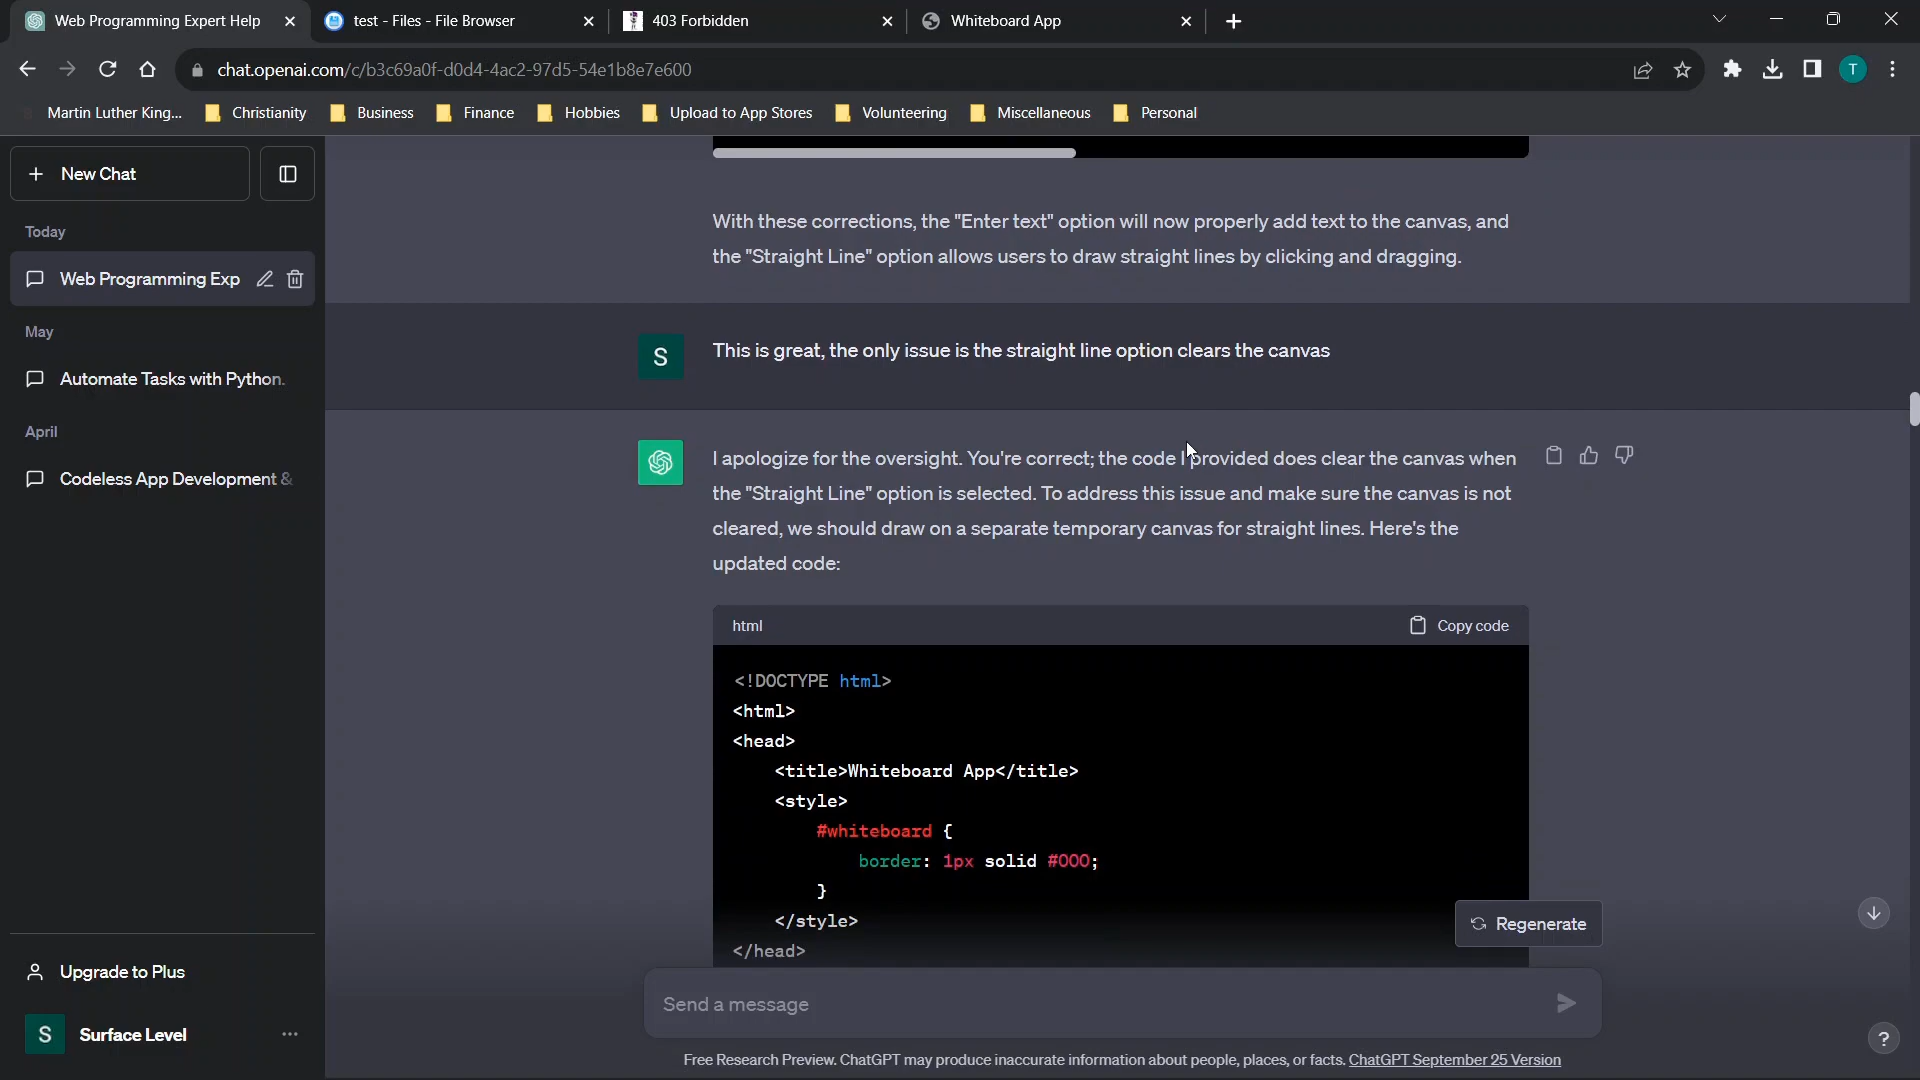 Web Programming Expert Help
test - Files - File Browser
403 Forbidden
Whiteboard App
chat.openai.com/c/b3c69a0f-d0d4-4ac2-97d5-54e1b8e7e600
T
Martin Luther King...
Christianity
Business
Finance
Hobbies
Upload to App Stores
Volunteering
Miscellaneous
Personal
New Chat
Today
Web Programming Exp
May
Automate Tasks with Python.
April
Codeless App Development &
Upgrade to Plus
S
Surface Level
With these corrections, the "Enter text" option will now properly add text to the canvas, and
the "Straight Line" option allows users to draw straight lines by clicking and dragging.
S
This is great, the only issue is the straight line option clears the canvas
I apologize for the oversight. You're correct; the code I provided does clear the canvas when
the "Straight Line" option is selected. To address this issue and make sure the canvas is not
cleared, we should draw on a separate temporary canvas for straight lines. Here's the
updated code:
html
Copy code
<!DOCTYPE html>
<html>
<head>
<title>Whiteboard App</title>
<style>
#whiteboard {
border: 1px solid #000;
}
</style>
</head>
Regenerate
Send a message
Free Research Preview. ChatGPT may produce inaccurate information about people, places, or facts. ChatGPT September 25 Version
?